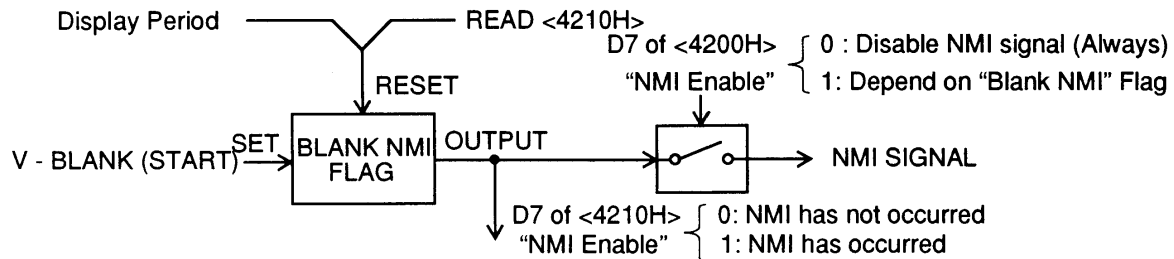 Display Period
READ <4210H>
RESET
D7 of <4200H>
“NMI Enable”
0 : Disable NMI signal (Always)
1: Depend on “Blank NMI” Flag
V - BLANK (START)
SET
BLANK NMI
FLAG
OUTPUT
NMI SIGNAL
D7 of <4210H>
“NMI Enable”
0: NMI has not occurred
1: NMI has occurred